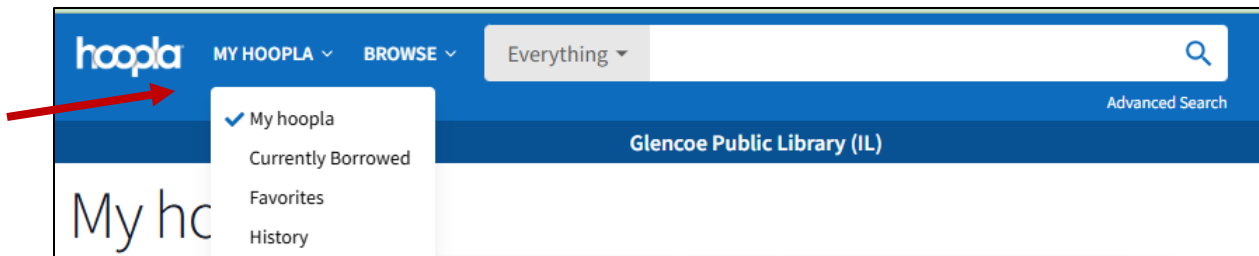 hoopla MY HOOPLA BROWSE Everything
Advanced Search
My hoopla
Glencoe Public Library (IL)
Currently Borrowed
My ho
Favorites
History